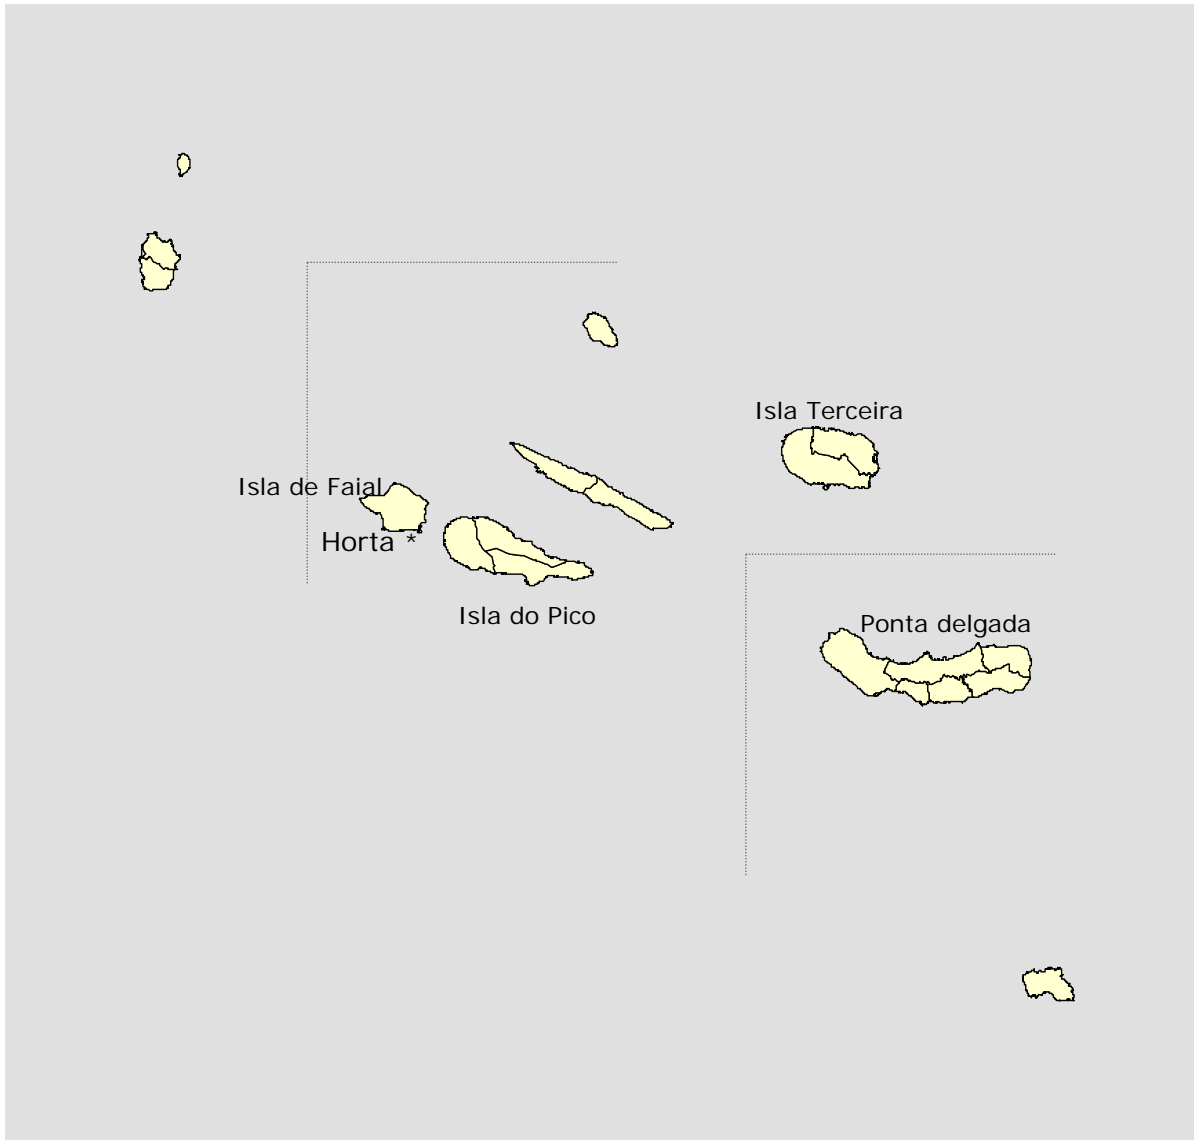 Isla Terceira
Isla de Faial
Horta *
Isla do Pico
Ponta delgada